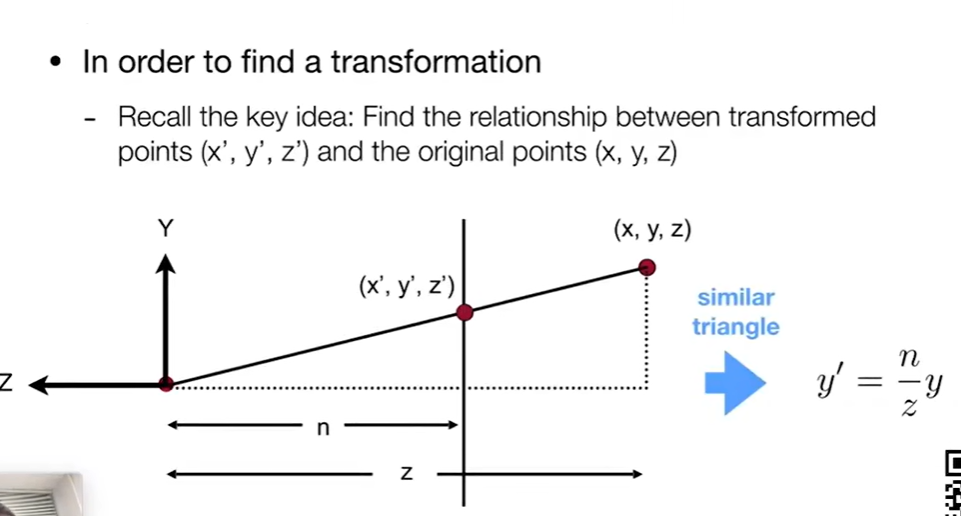 • In order to find a transformation
- Recall the key idea: Find the relationship between transformed
points (x’, y’, z’) and the original points (x, y, z)
Y
(x, y, z)
(x’, y’, z’)
similar
triangle
Z
y′ = n/z y
n
z